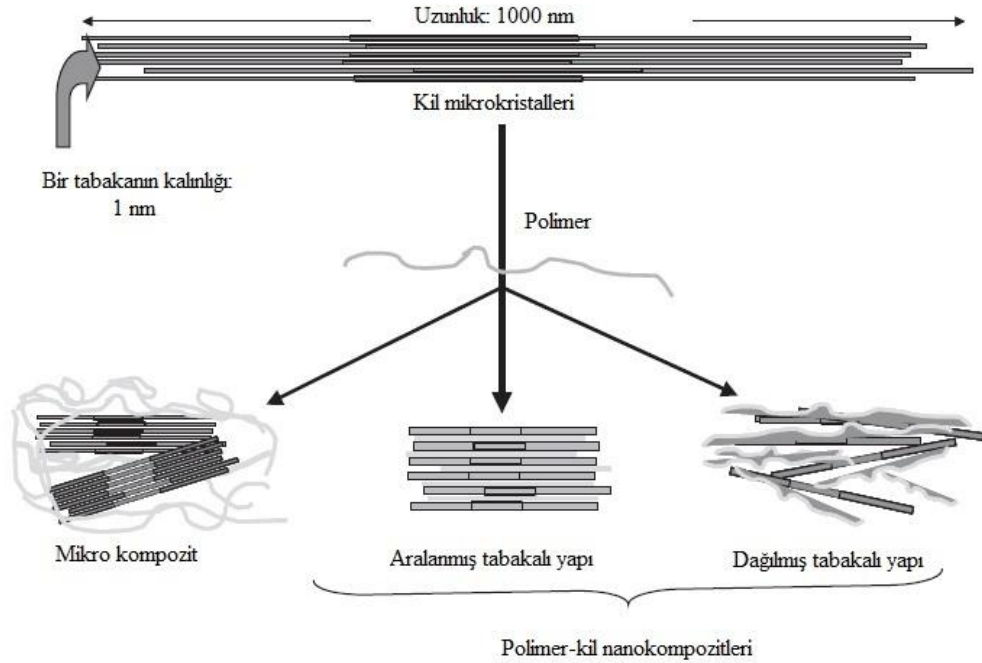 Uzunluk: 1000 nm
Kil mikrokristalleri
Bir tabakanın kalınlığı:
1 nm
Polimer
Mikro kompozit
Aralanmış tabakalı yapı
Dağılmış tabakalı yapı
Polimer-kil nanokompozitleri